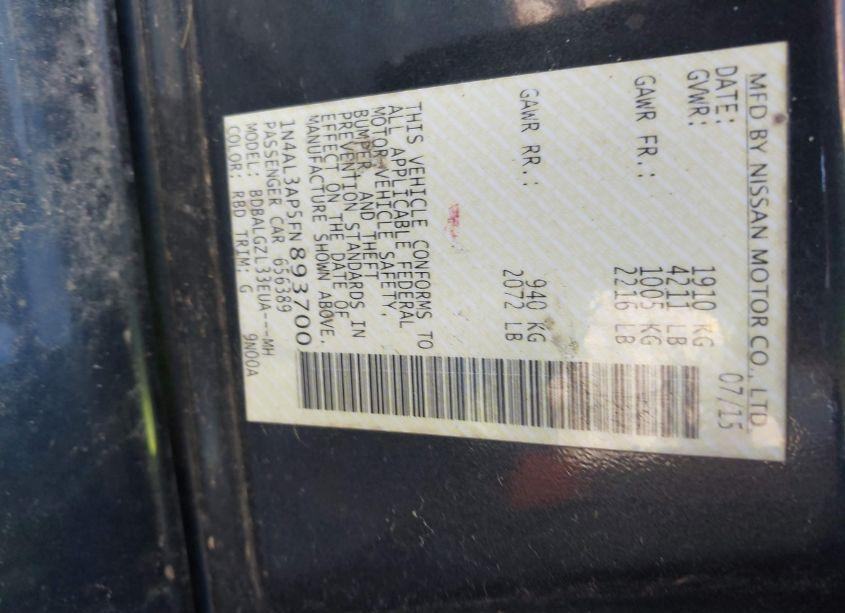 MFD BY NISSAN MOTOR CO., LTD.
DATE: 07/15
GVWR: 1910 KG
4211 LB
GAWR FR.: 1005 KG
2216 LB
GAWR RR.: 940 KG
2072 LB
THIS VEHICLE CONFORMS TO
ALL APPLICABLE FEDERAL
MOTOR VEHICLE SAFETY,
BUMPER AND THEFT
PREVENTION STANDARDS IN
EFFECT ON THE DATE OF
MANUFACTURE SHOWN ABOVE.
1N4AL3AP5FN893700
PASSENGER CAR 656389
MODEL: BDBALGZL33EUA---MH
COLOR: RBD TRIM: G 9N00A